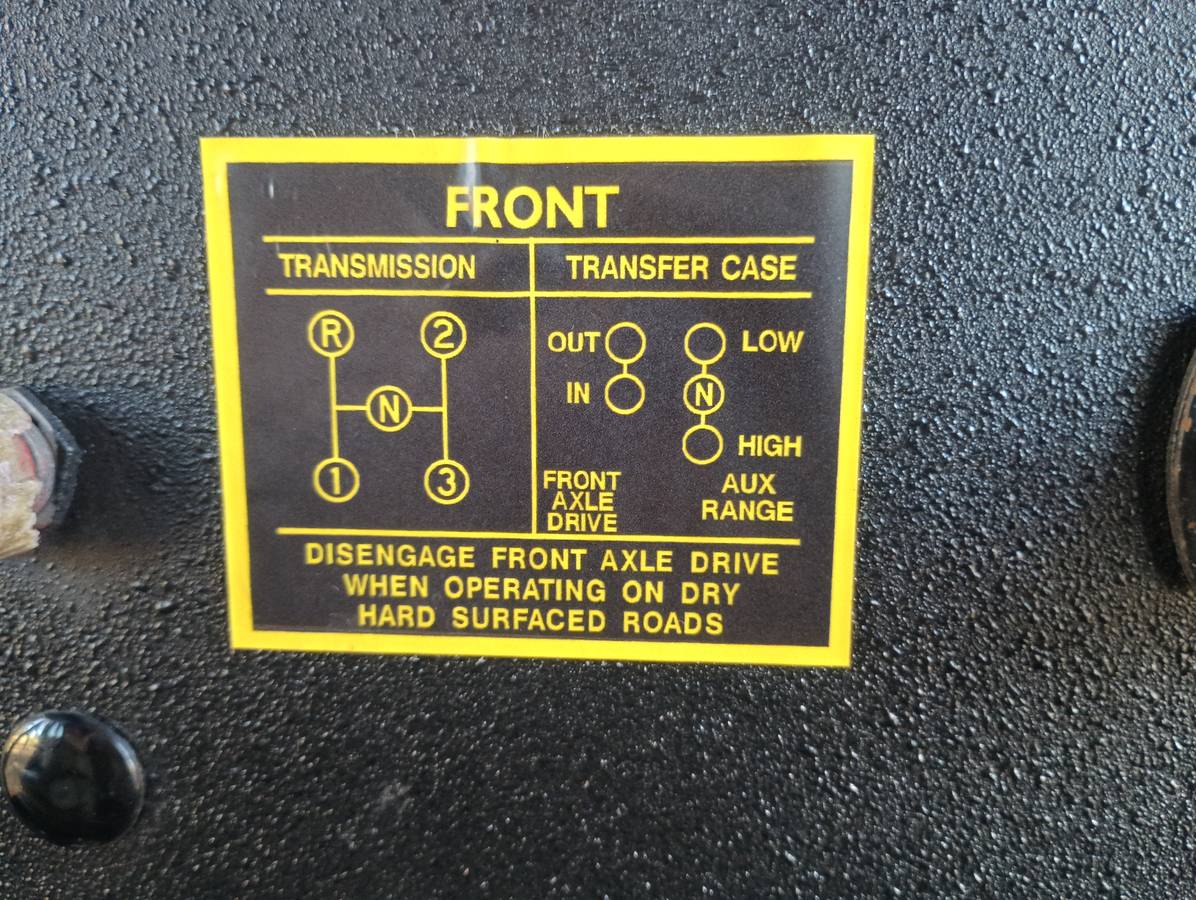 FRONT
TRANSMISSION
R 2
N
1 3
TRANSFER CASE
OUT LOW
IN N
HIGH
FRONT
AXLE
DRIVE
AUX
RANGE
DISENGAGE FRONT AXLE DRIVE
WHEN OPERATING ON DRY
HARD SURFACED ROADS